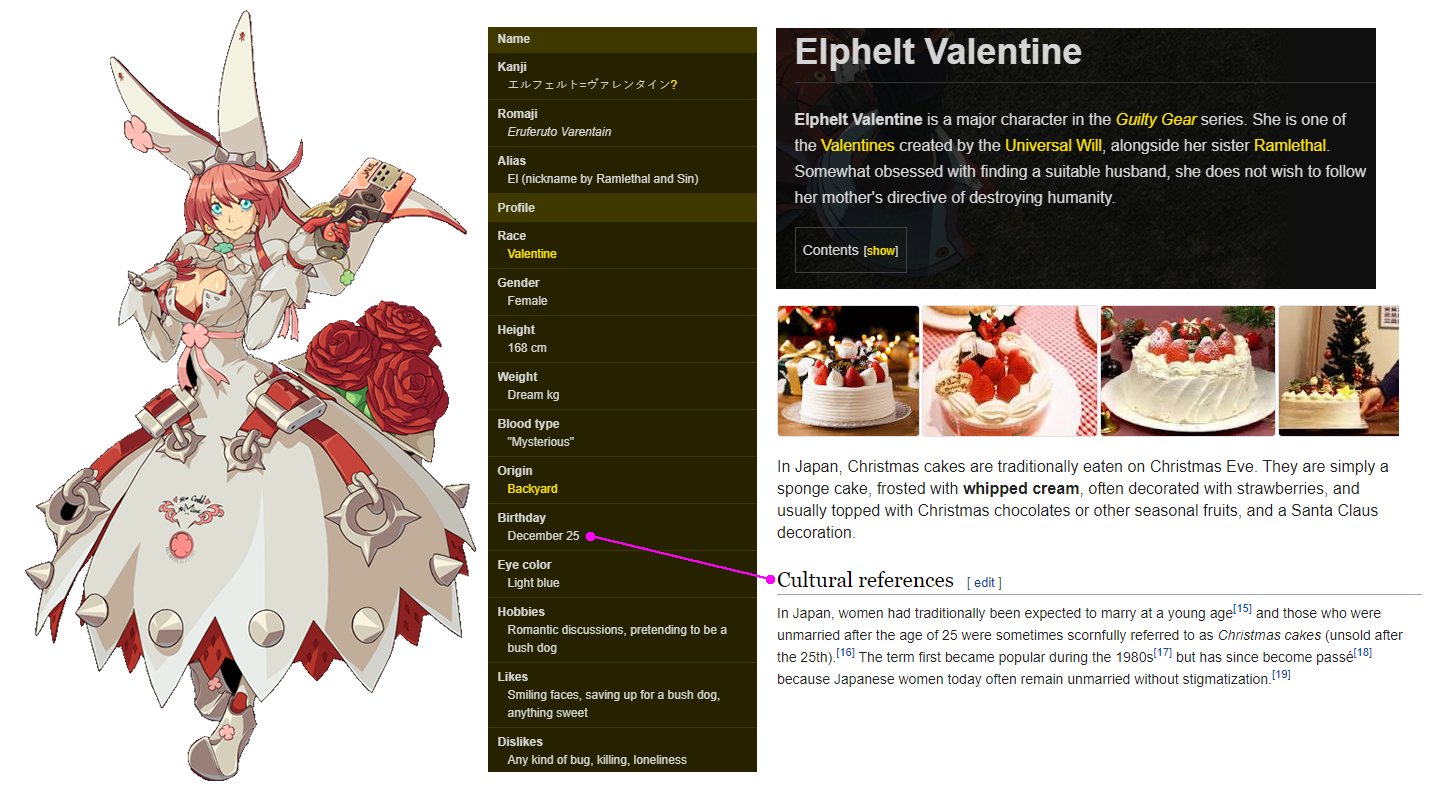 Name
Kanji
エルフェルト=ヴァレンタイン?
Romaji
Eruferuto Varentain
Alias
El (nickname by Ramlethal and Sin)
Profile
Race
Valentine
Gender
Female
Height
168 cm
Weight
Dream kg
Blood type
"Mysterious"
Origin
Backyard
Birthday
December 25
Eye color
Light blue
Hobbies
Romantic discussions, pretending to be a
bush dog
Likes
Smiling faces, saving up for a bush dog,
anything sweet
Dislikes
Any kind of bug, killing, loneliness
Elphelt Valentine
Elphelt Valentine is a major character in the Guilty Gear series. She is one of
the Valentines created by the Universal Will, alongside her sister Ramlethal.
Somewhat obsessed with finding a suitable husband, she does not wish to follow
her mother's directive of destroying humanity.
Contents [show]
In Japan, Christmas cakes are traditionally eaten on Christmas Eve. They are simply a
sponge cake, frosted with whipped cream, often decorated with strawberries, and
usually topped with Christmas chocolates or other seasonal fruits, and a Santa Claus
decoration.
Cultural references [ edit ]
In Japan, women had traditionally been expected to marry at a young age[15] and those who were
unmarried after the age of 25 were sometimes scornfully referred to as Christmas cakes (unsold after
the 25th).[16] The term first became popular during the 1980s[17] but has since become passé[18]
because Japanese women today often remain unmarried without stigmatization.[19]